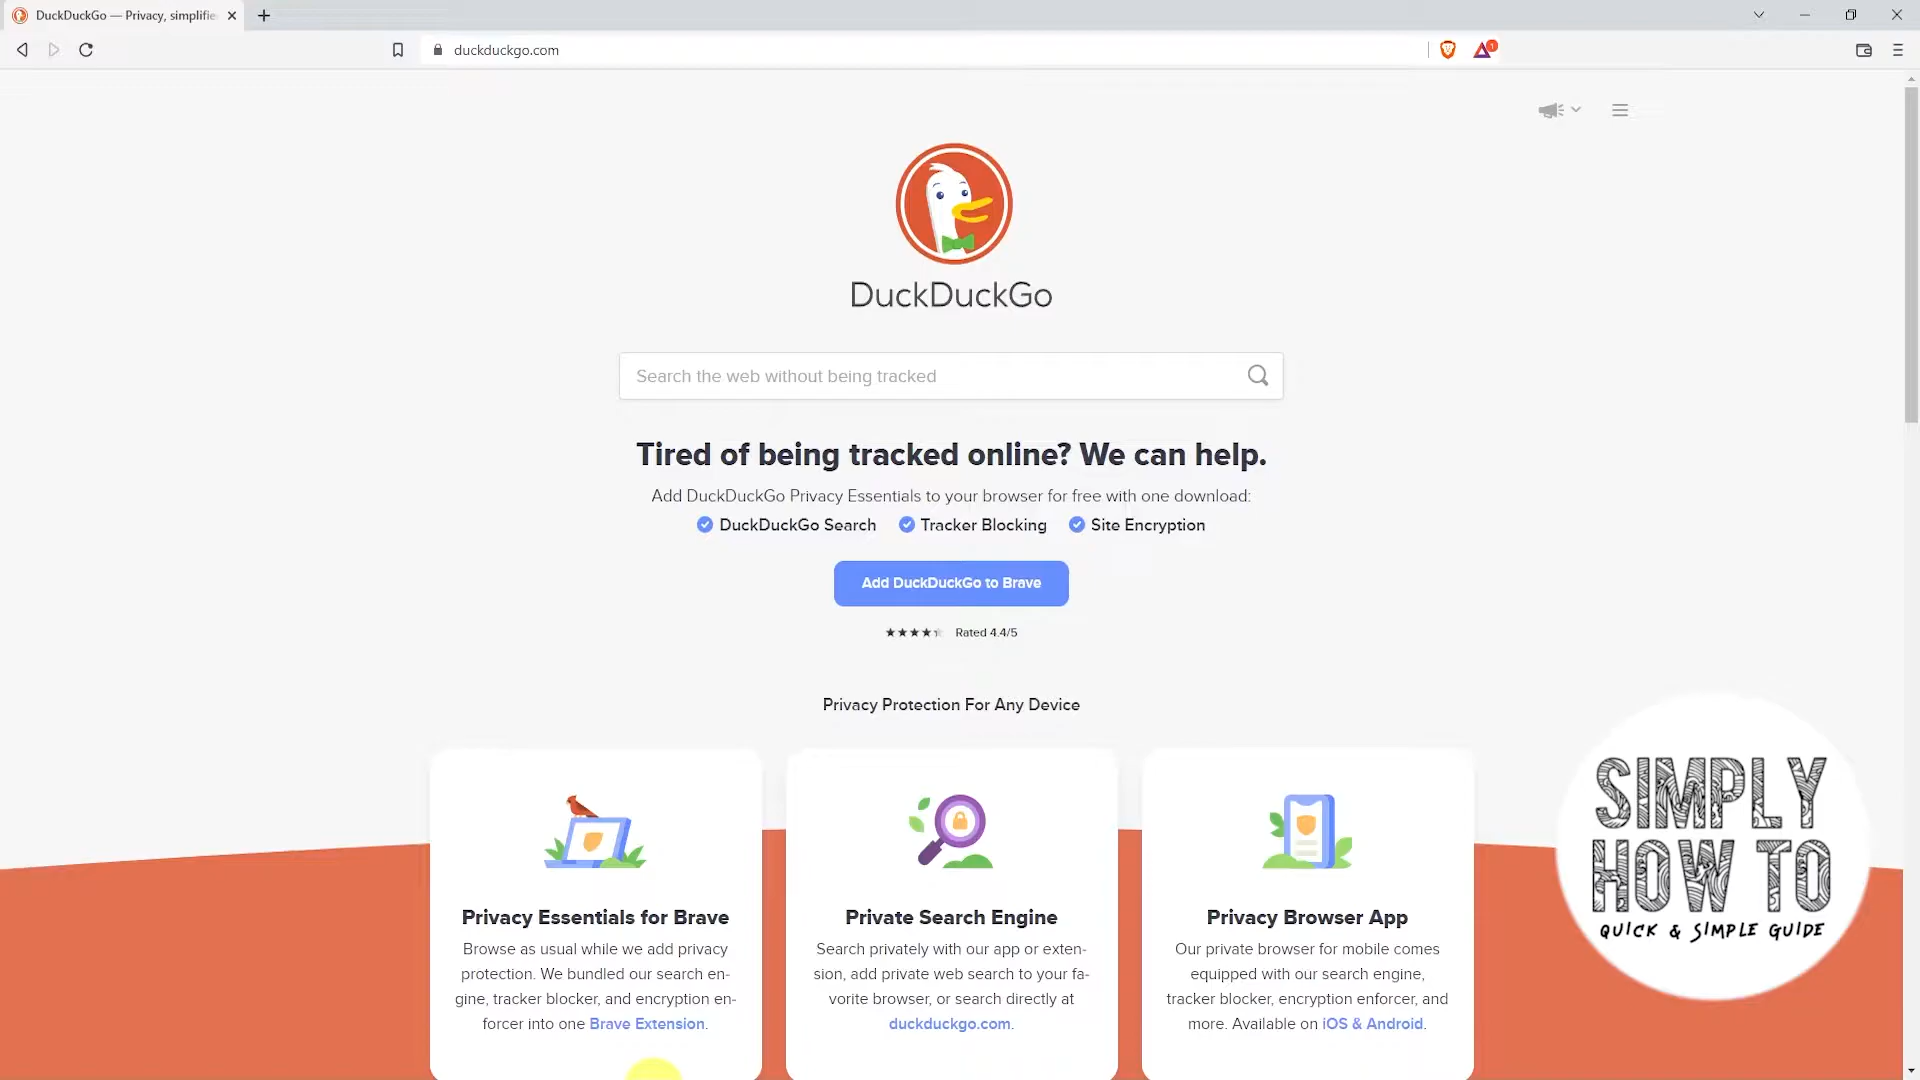 DuckDuckGo — Privacy, simplifie
duckduckgo.com
1
DuckDuckGo
Search the web without being tracked
Tired of being tracked online? We can help.
Add DuckDuckGo Privacy Essentials to your browser for free with one download:
DuckDuckGo Search Tracker Blocking Site Encryption
Add DuckDuckGo to Brave
Rated 4.4/5
Privacy Protection For Any Device
Privacy Essentials for Brave
Browse as usual while we add privacy
protection. We bundled our search en-
gine, tracker blocker, and encryption en-
forcer into one Brave Extension.
Private Search Engine
Search privately with our app or exten-
sion, add private web search to your fa-
vorite browser, or search directly at
duckduckgo.com.
Privacy Browser App
Our private browser for mobile comes
equipped with our search engine,
tracker blocker, encryption enforcer, and
more. Available on iOS & Android.
SIMPLY
HOW TO
QUICK & SIMPLE GUIDE